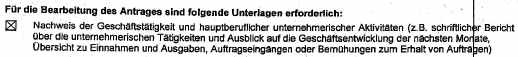 Für die Bearbeitung des Antrages sind folgende Unterlagen erforderlich:
☒ Nachweis der Geschäftstätigkeit und hauptberuflicher unternehmerischer Aktivitäten (z.B. schriftlicher Bericht
über die unternehmerischen Tätigkeiten und Ausblick auf die Geschäftsentwicklung der nächsten Monate,
Übersicht zu Einnahmen und Ausgaben, Auftragseingängen oder Bemühungen zum Erhalt von Aufträgen)